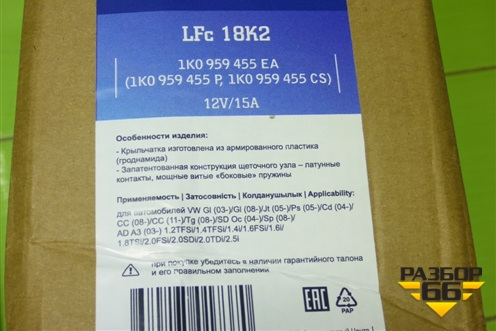 LFc 18K2
1K0 959 455 EA
(1K0 959 455 P, 1K0 959 455 CS)
12V/15A
Особенности изделия:
- Крыльчатка изготовлена из армированного пластика
(гроднамида)
- Запатентованная конструкция щеточного узла – латунные
контакты, мощные витые «боковые» пружины
Применяемость | Затосовність | Колданушылык | Applicability:
для автомобилей VW Gl (03-)/Gl (08-)/Jt (05-)/Ps (05-)/Cd (04-)/
CC (08-)/CC (11-)/Tg (08-)/SD Oc (04-)/Sp (08-)/
AD A3 (03-) 1.2TFSi/1.4TFSi/1.4i/1.6FSi/1.6i/
1.8TSi/2.0FSi/2.0SDi/2.0TDi/2.5i
при покупке убедитесь в наличии гарантийного талона
и его правильном заполнении
EAC
20
PAP
РАЗБОР
66